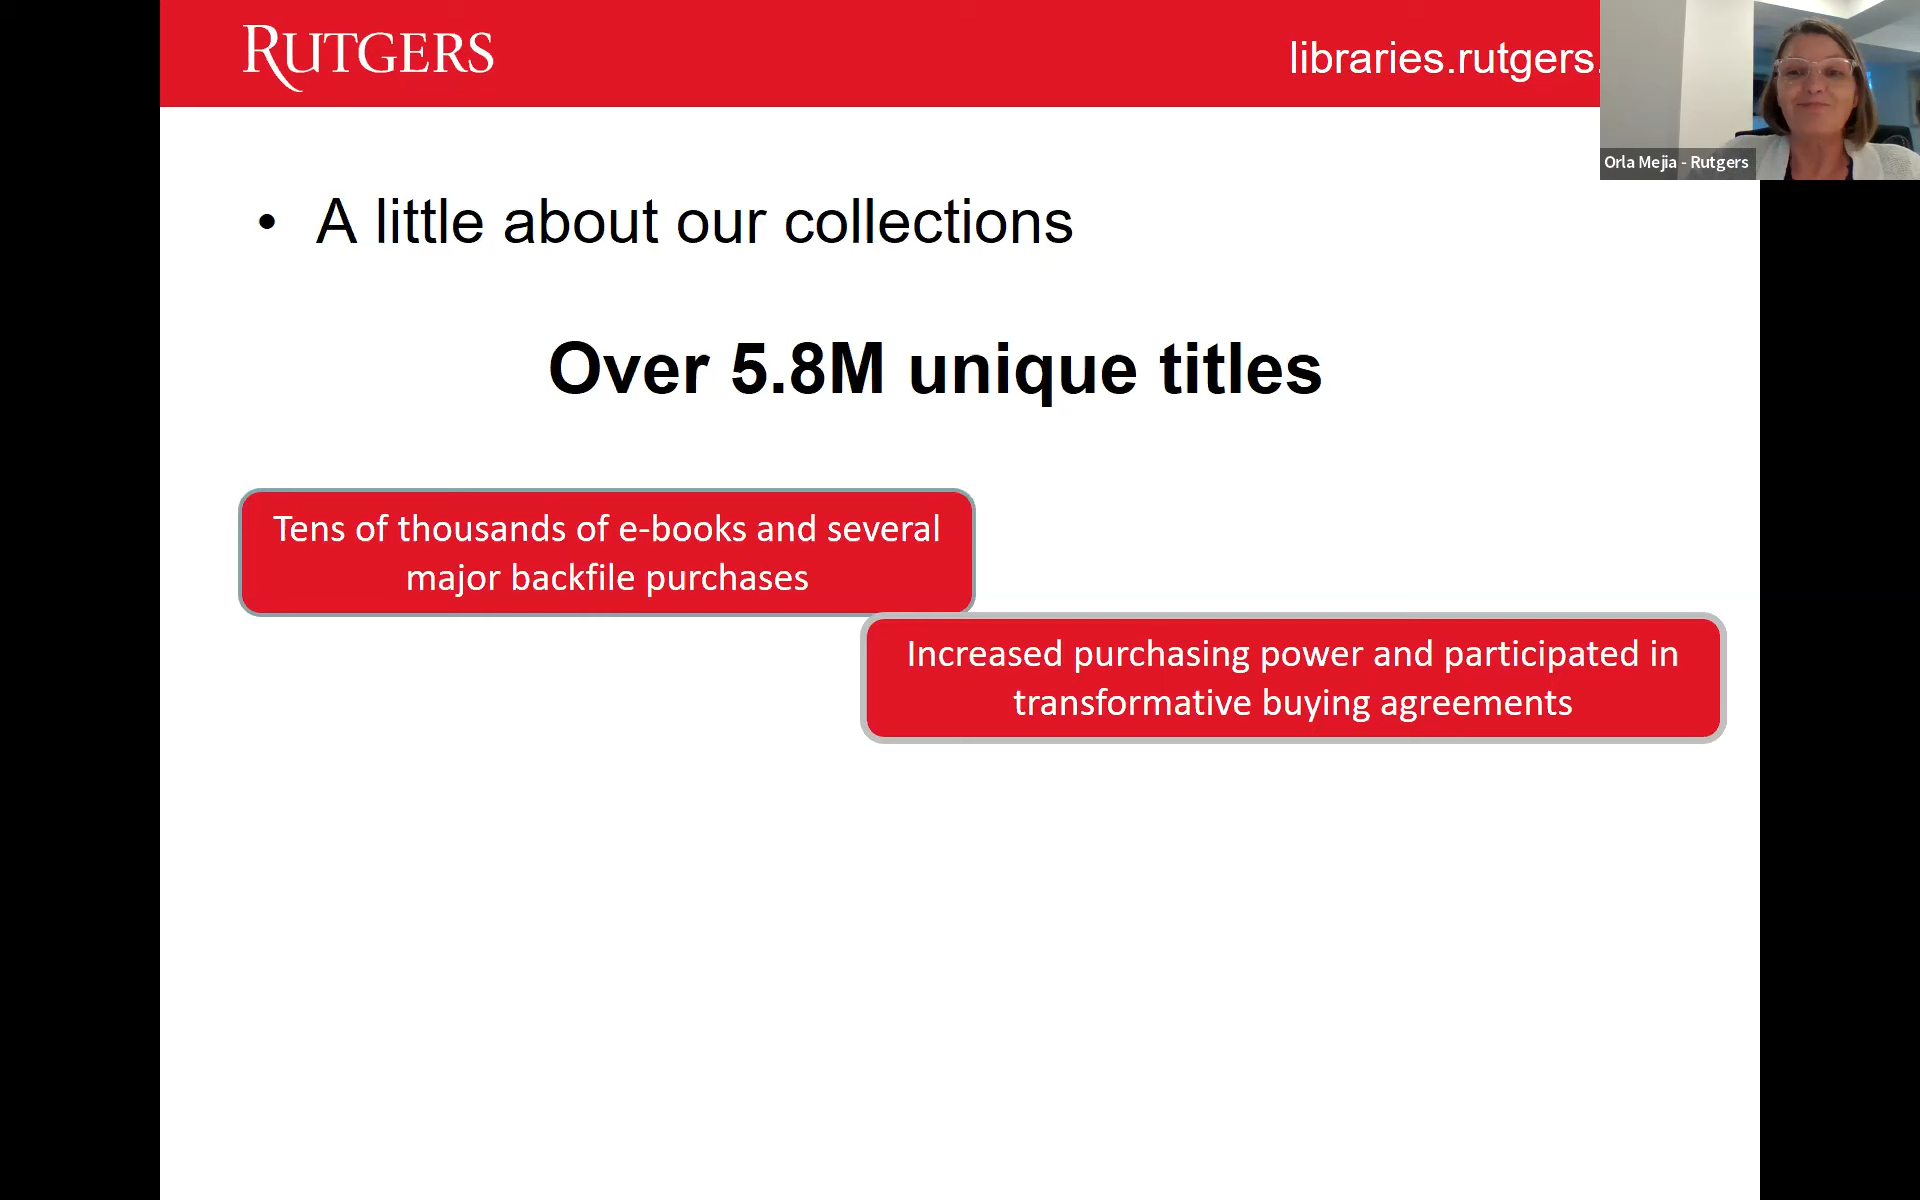 RUTGERS
libraries.rutgers.
Orla Mejia - Rutgers
• A little about our collections
Over 5.8M unique titles
Tens of thousands of e-books and several
major backfile purchases
Increased purchasing power and participated in
transformative buying agreements